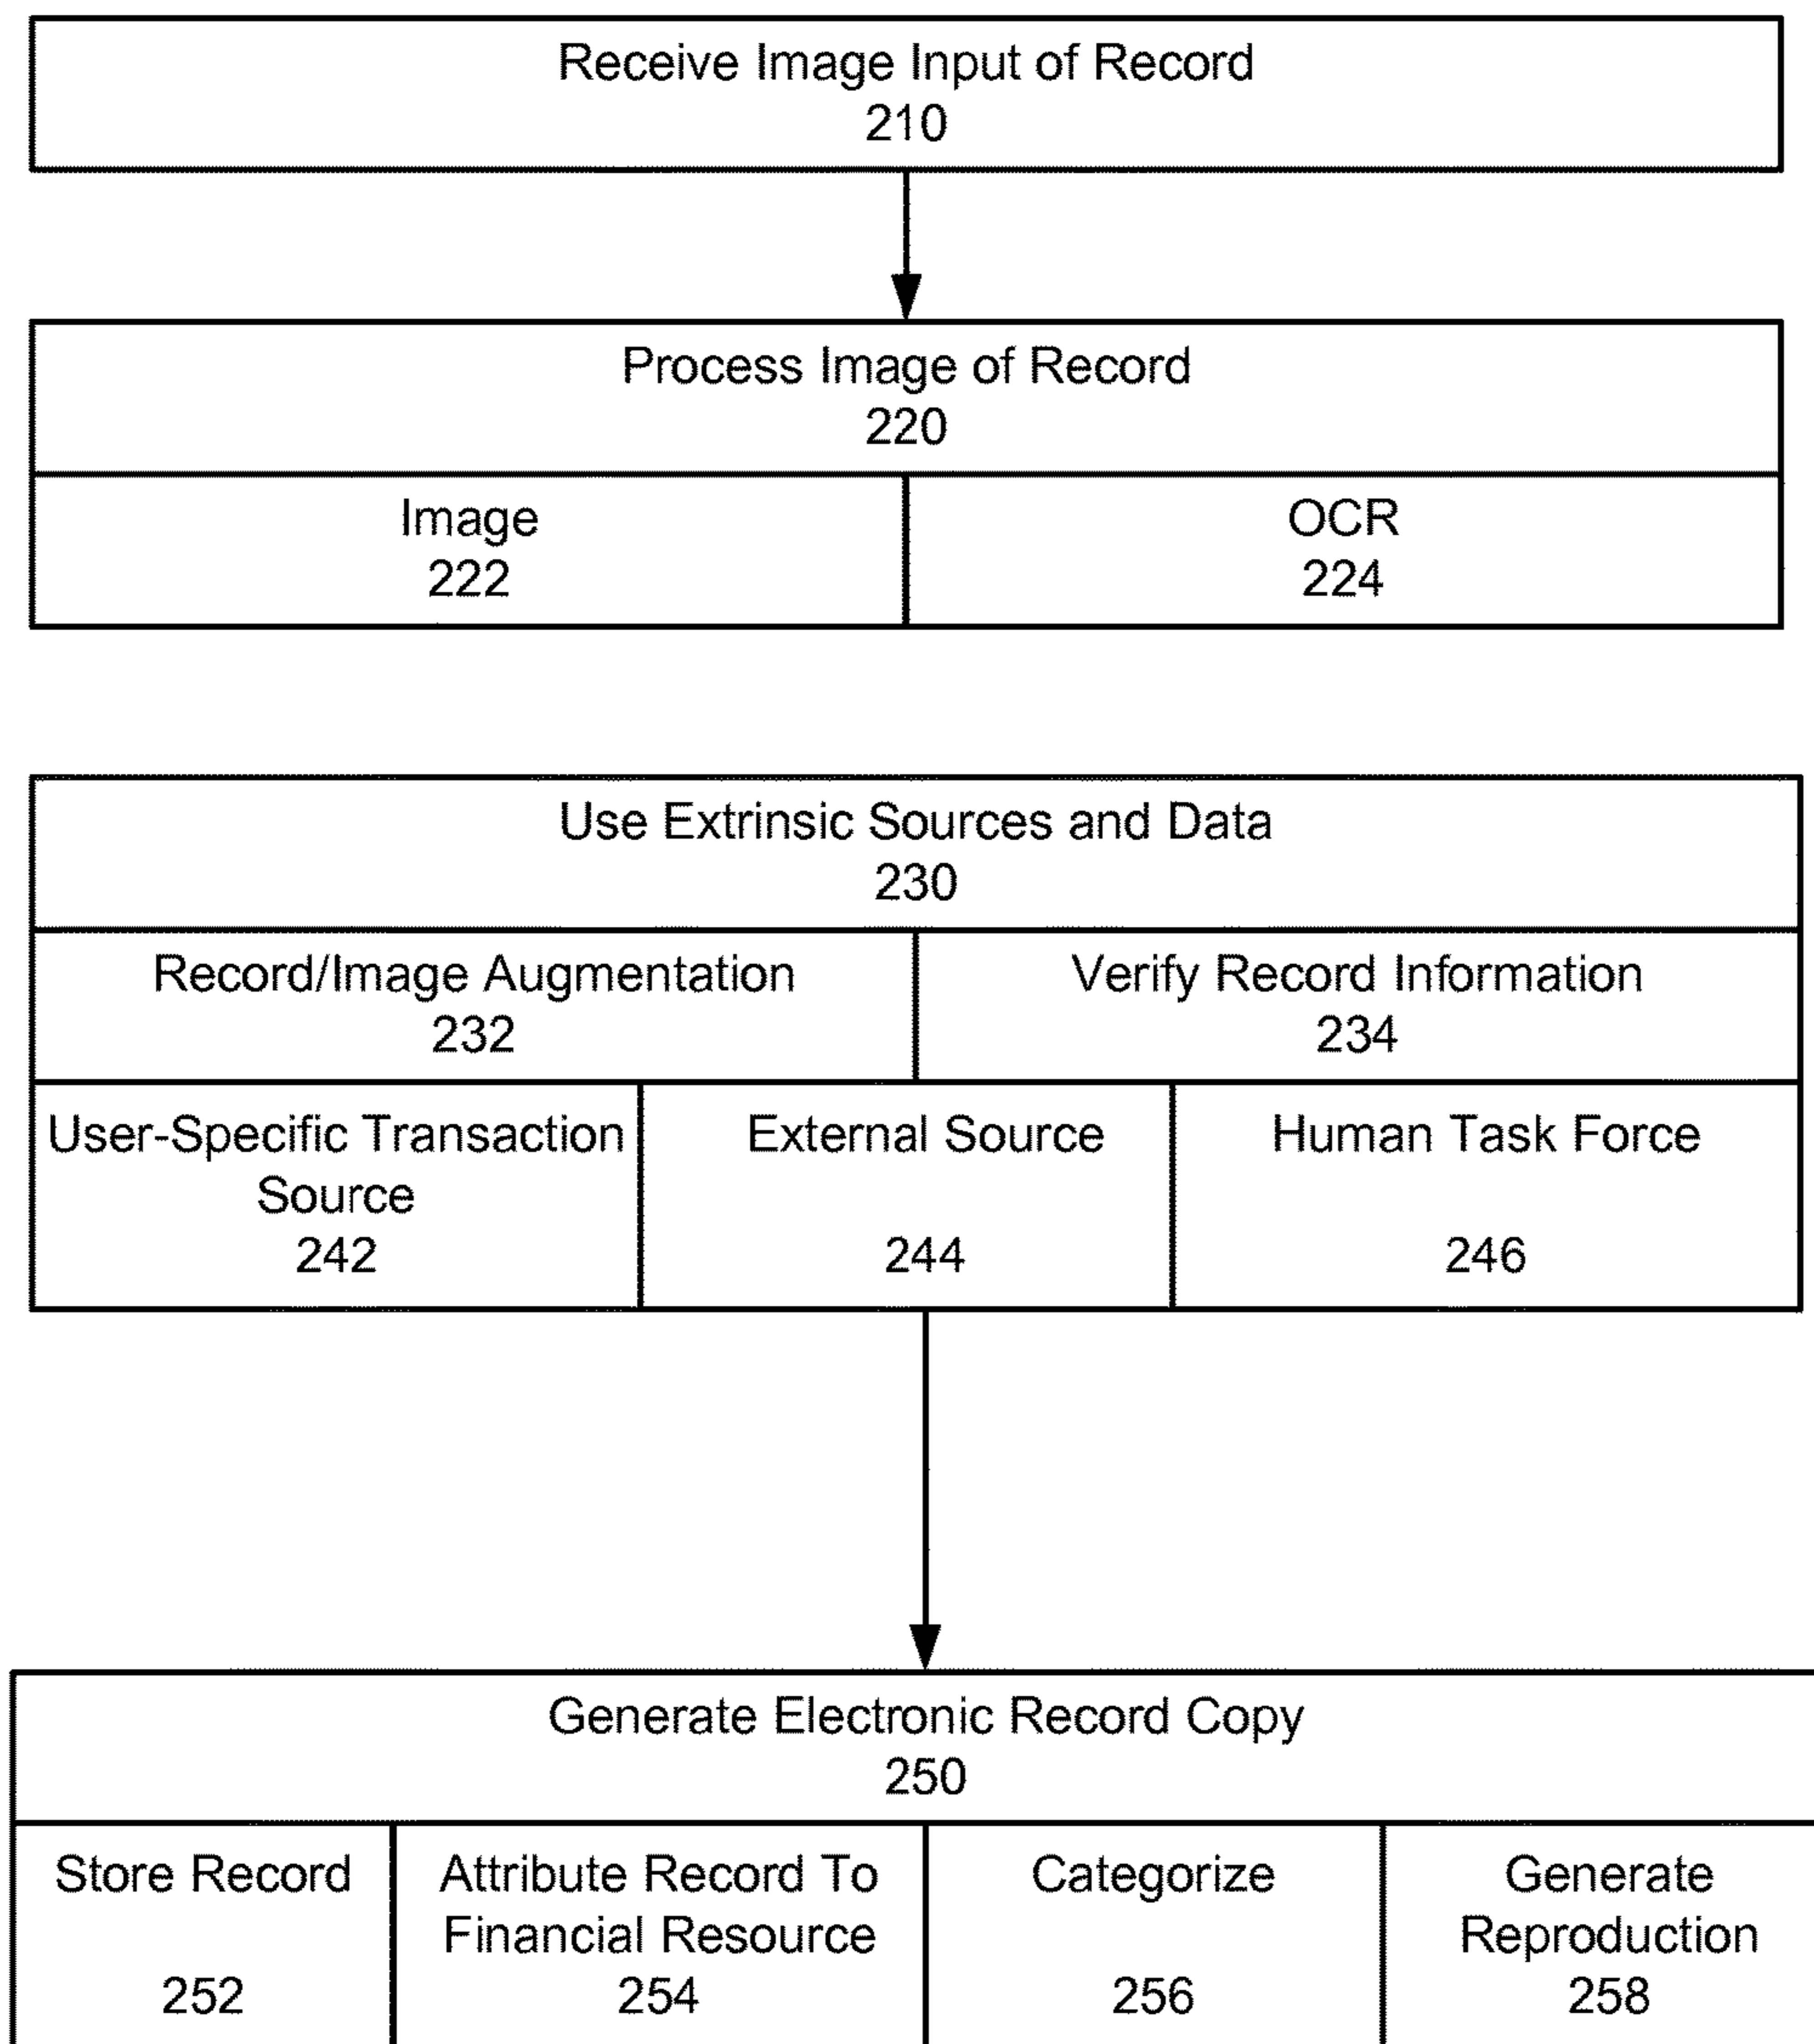 Receive Image Input of Record
210
Process Image of Record
220
Image
222
OCR
224
Use Extrinsic Sources and Data
230
Record/Image Augmentation
232
Verify Record Information
234
User-Specific Transaction
Source
242
External Source
244
Human Task Force
246
Generate Electronic Record Copy
250
Store Record
252
Attribute Record To
Financial Resource
254
Categorize
256
Generate
Reproduction
258